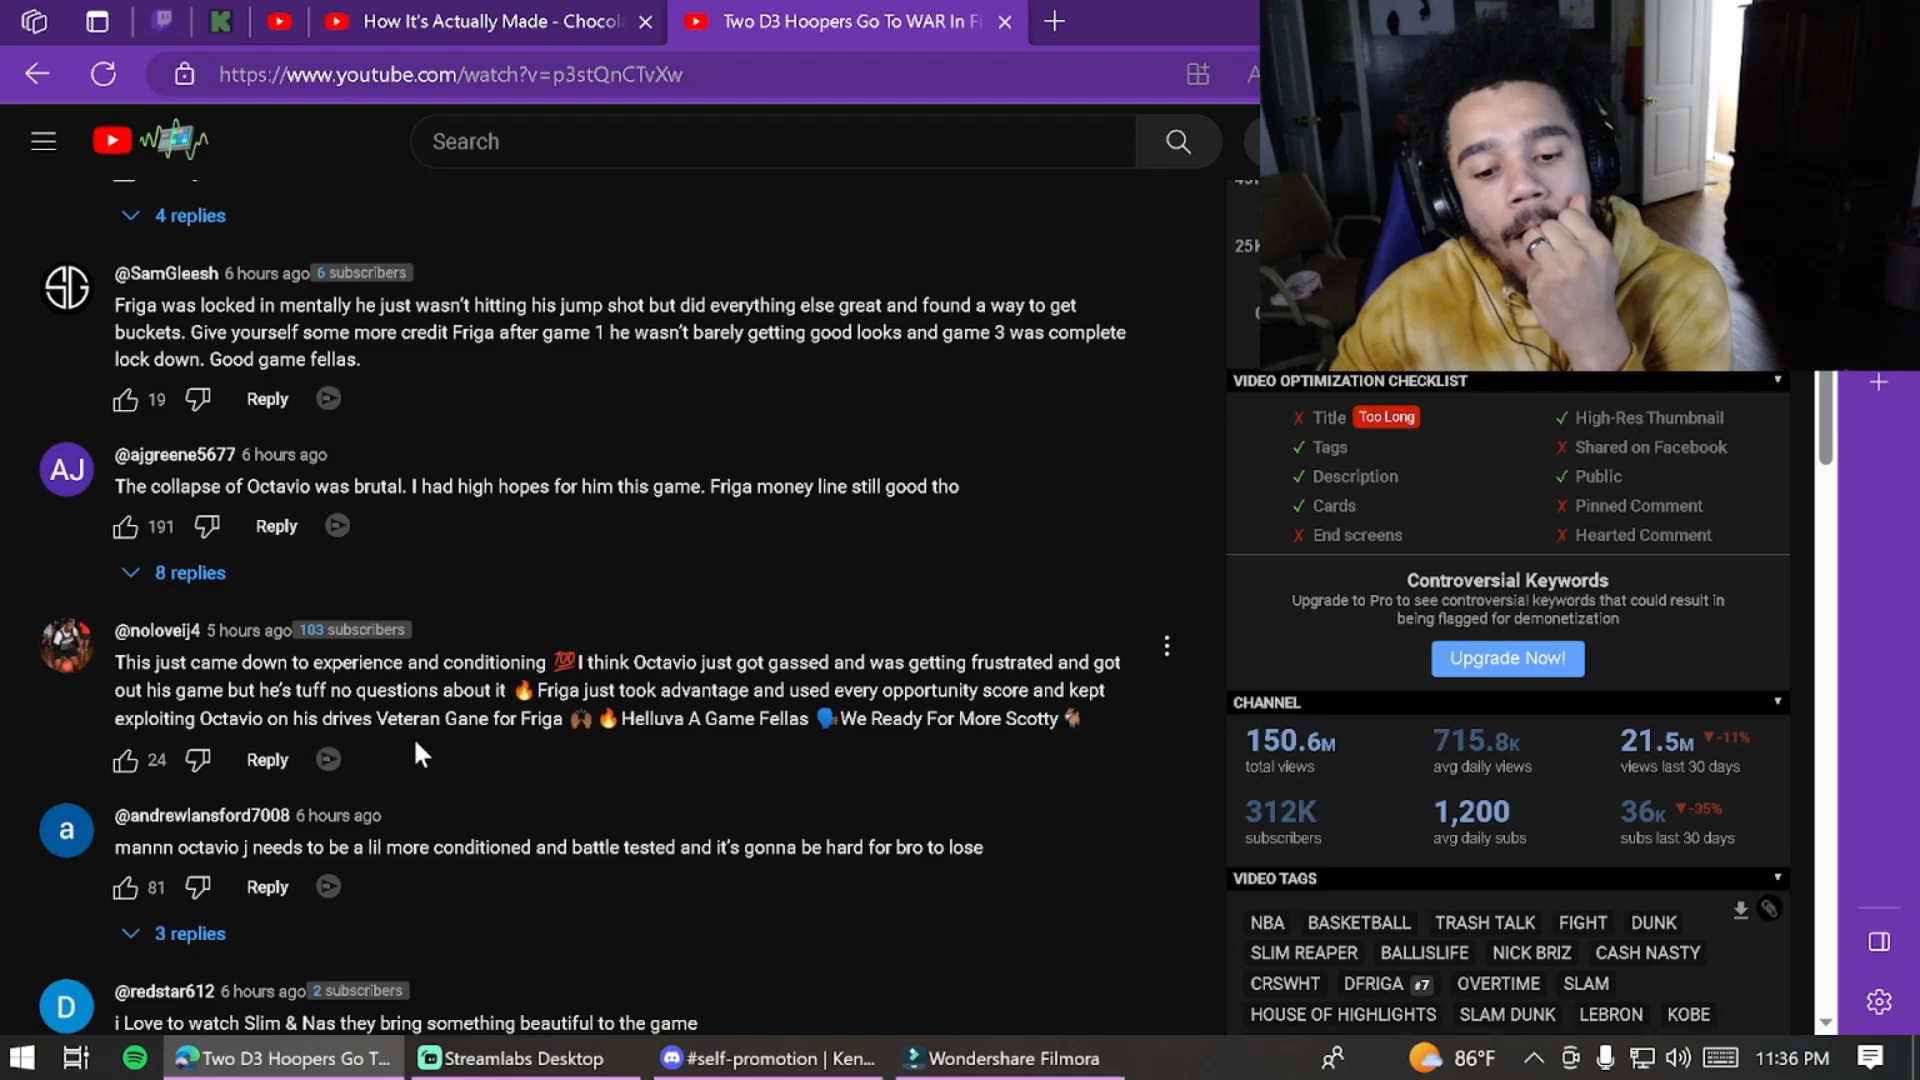 How It's Actually Made - Chocol
Two D3 Hoopers Go To WAR In Fi
https://www.youtube.com/watch?v=p3stQnCTvXw
Search
4 replies
@SamGleesh 6 hours ago 6 subscribers
Friga was locked in mentally he just wasn't hitting his jump shot but did everything else great and found a way to get
buckets. Give yourself some more credit Friga after game 1 he wasn't barely getting good looks and game 3 was complete
lock down. Good game fellas.
19 Reply
AJ
@ajgreene5677 6 hours ago
The collapse of Octavio was brutal. I had high hopes for him this game. Friga money line still good tho
191 Reply
8 replies
@noloveij4 5 hours ago 103 subscribers
This just came down to experience and conditioning 💯I think Octavio just got gassed and was getting frustrated and got
out his game but he's tuff no questions about it 🔥Friga just took advantage and used every opportunity score and kept
exploiting Octavio on his drives Veteran Gane for Friga 🙌🏾🔥Helluva A Game Fellas 🗣️We Ready For More Scotty🐐
24 Reply
a
@andrewlansford7008 6 hours ago
mannn octavio j needs to be a lil more conditioned and battle tested and it's gonna be hard for bro to lose
81 Reply
3 replies
D
@redstar612 6 hours ago 2 subscribers
i Love to watch Slim & Nas they bring something beautiful to the game
25K
VIDEO OPTIMIZATION CHECKLIST
Title Too Long
High-Res Thumbnail
Tags
Shared on Facebook
Description
Public
Cards
Pinned Comment
End screens
Hearted Comment
Controversial Keywords
Upgrade to Pro to see controversial keywords that could result in
being flagged for demonetization
Upgrade Now!
CHANNEL
150.6M 715.8K 21.5M -11%
total views avg daily views views last 30 days
312K 1,200 36K -35%
subscribers avg daily subs subs last 30 days
VIDEO TAGS
NBA BASKETBALL TRASH TALK FIGHT DUNK
SLIM REAPER BALLISLIFE NICK BRIZ CASH NASTY
CRSWHT DFRIGA #7 OVERTIME SLAM
HOUSE OF HIGHLIGHTS SLAM DUNK LEBRON KOBE
Two D3 Hoopers Go T... Streamlabs Desktop #self-promotion | Ken... Wondershare Filmora 86°F 11:36 PM